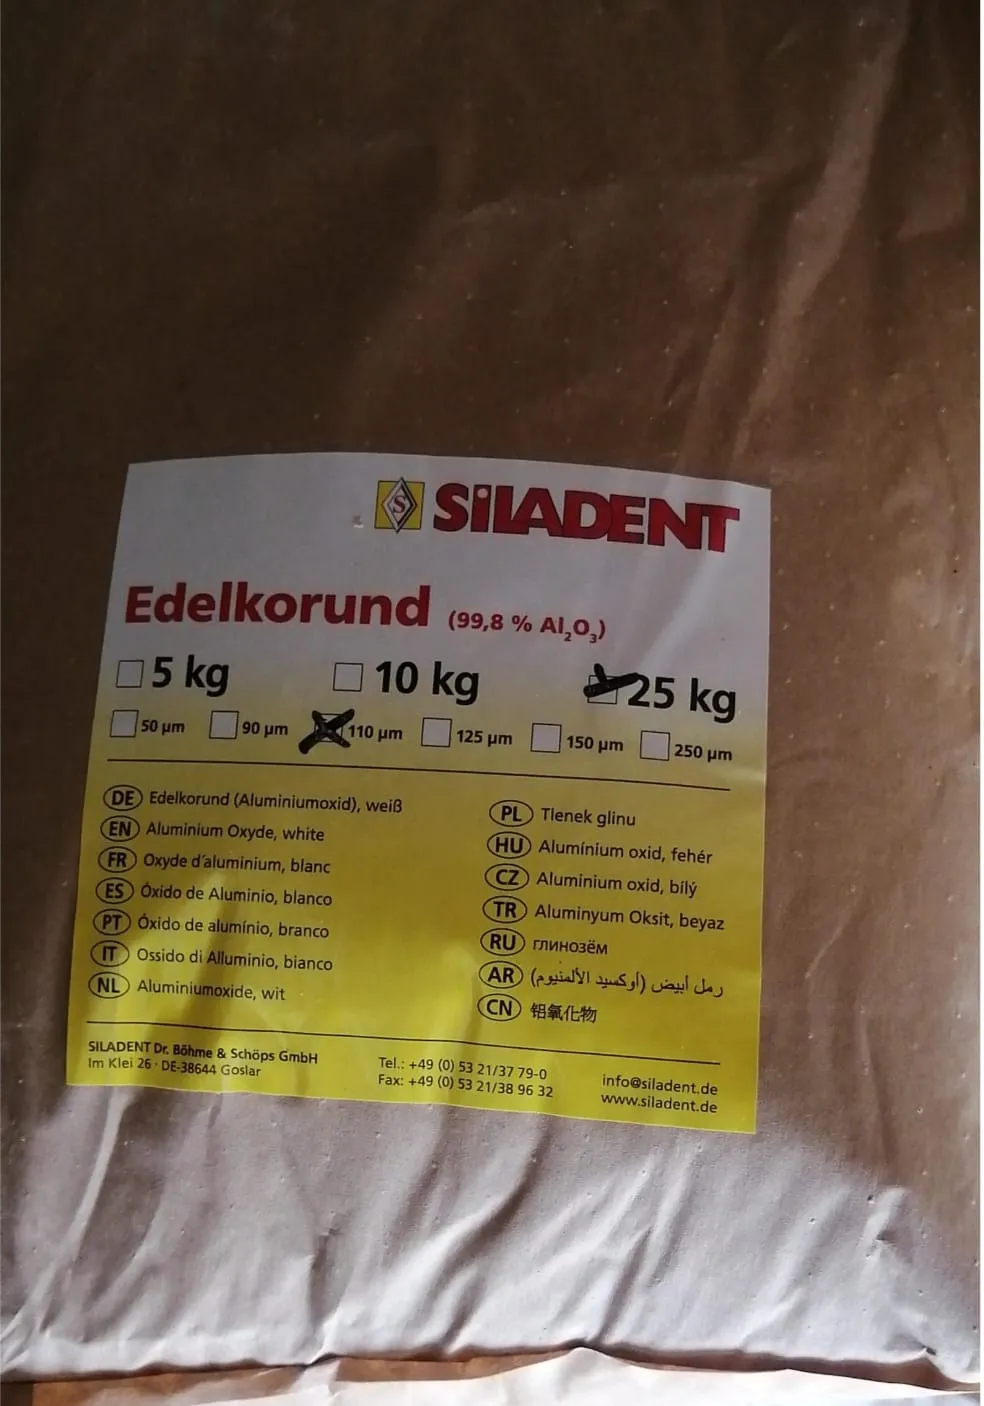 S SiLADENT
Edelkorund (99,8 % Al₂O₃)
5 kg 10 kg 25 kg
50 µm 90 µm 110 µm 125 µm 150 µm 250 µm
DE Edelkorund (Aluminiumoxid), weiß
EN Aluminium Oxyde, white
FR Oxyde d´aluminium, blanc
ES Óxido de Aluminio, blanco
PT Óxido de alumínio, branco
IT Ossido di Alluminio, bianco
NL Aluminiumoxide, wit
PL Tlenek glinu
HU Alumínium oxid, fehér
CZ Aluminium oxid, bílý
TR Aluminyum Oksit, beyaz
RU глинозём
AR رمل أبيض (أوكسيد الألمنيوم)
CN 铝氧化物
SILADENT Dr. Böhme & Schöps GmbH
Im Klei 26 · DE-38644 Goslar
Tel.: +49 (0) 53 21/37 79-0
Fax: +49 (0) 53 21/38 96 32
info@siladent.de
www.siladent.de